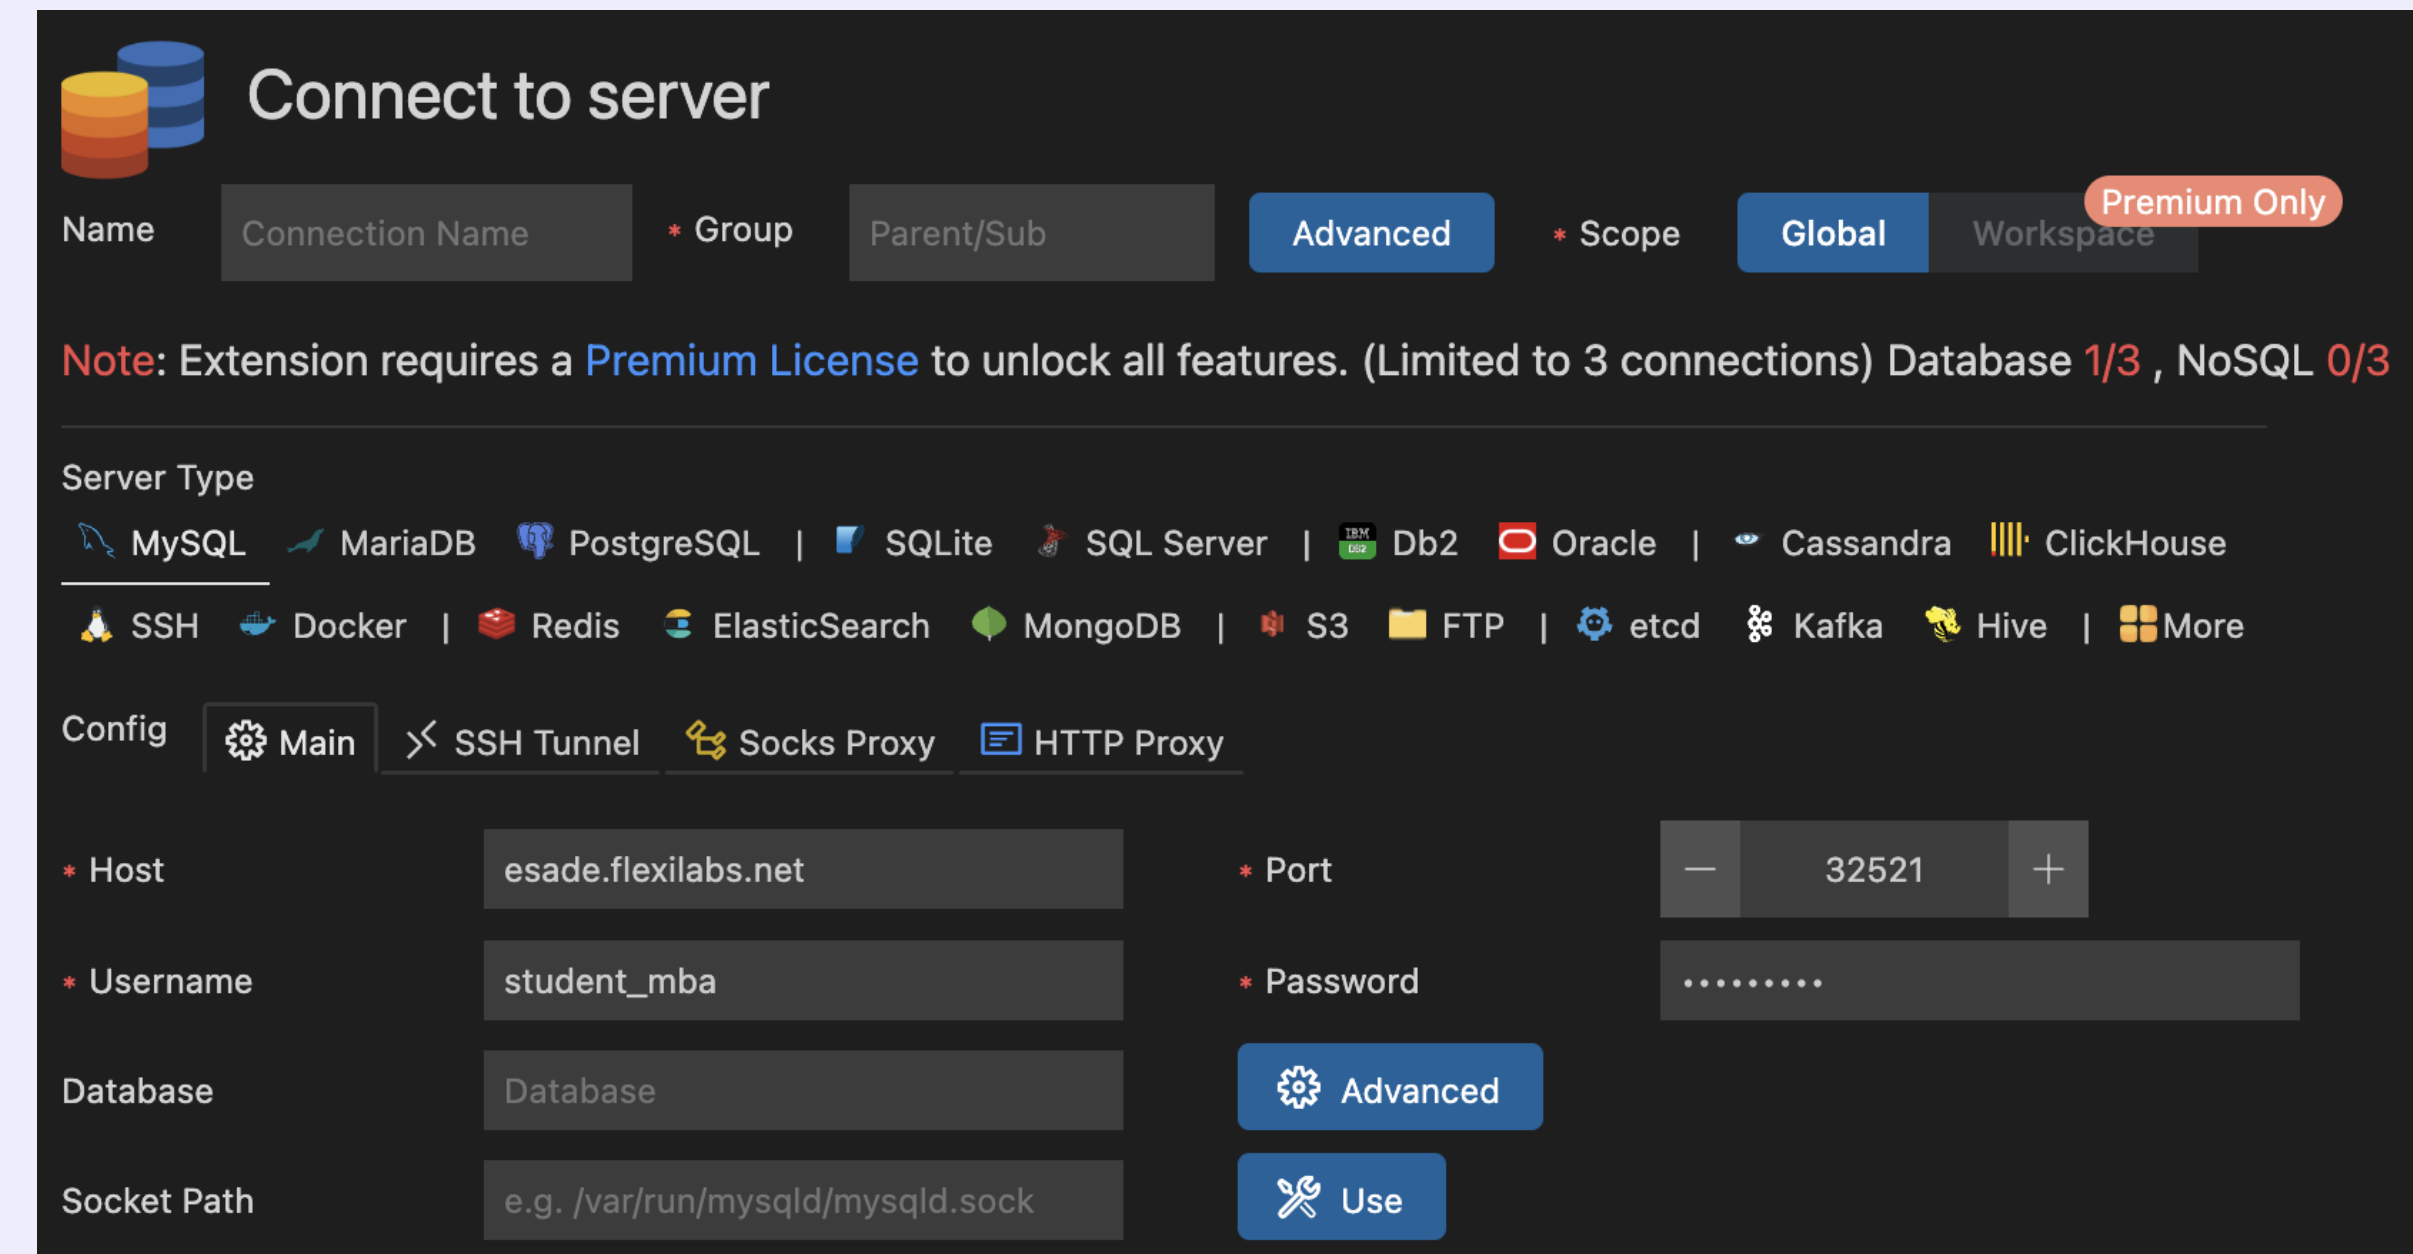 Connect to server
Name Connection Name * Group Parent/Sub Advanced * Scope Global Workspace Premium Only
Note: Extension requires a Premium License to unlock all features. (Limited to 3 connections) Database 1/3 , NoSQL 0/3
Server Type
MySQL MariaDB PostgreSQL | SQLite SQL Server | IBM DB2 Db2 Oracle | Cassandra ClickHouse
SSH Docker | Redis ElasticSearch MongoDB | S3 FTP | etcd Kafka Hive | More
Config Main SSH Tunnel Socks Proxy HTTP Proxy
* Host esade.flexilabs.net * Port − 32521 +
* Username student_mba * Password •••••••••
Database Database Advanced
Socket Path e.g. /var/run/mysqld/mysqld.sock Use